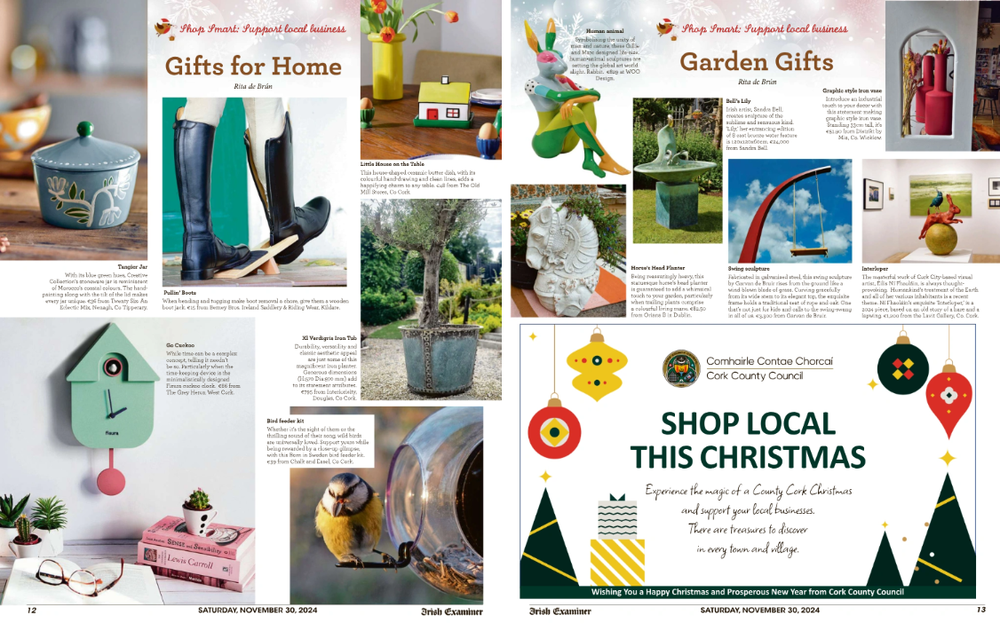 Shop Smart: Support local business
Gifts for Home
Rita de Brún
Tangier Jar
With its blue green hues, Creative
Collection's stoneware jar is reminiscent
of Morocco's coastal colours. The hand-
painting along with the tilt of the lid makes
every jar unique. €36 from Twenty Six An
Eclectic Mix, Nenagh, Co Tipperary.
Pullin' Boots
When bending and tugging make boot removal a chore, give them a wooden
boot jack. €15 from Berney Bros. Ireland Saddlery & Riding Wear, Kildare.
Little House on the Table
This house-shaped ceramic butter dish, with its
colourful hand-drawing and clean lines, adds a
happifying charm to any table. €48 from The Old
Mill Stores, Co Cork.
Go Cuckoo
While time can be a complex
concept, telling it needn't
be so. Particularly when the
time-keeping device is the
minimalistically designed
Fisura cuckoo clock. €86 from
The Grey Heron West Cork.
fisura
XI Verdigris Iron Tub
Durability, versatility and
classic aesthetic appeal
are just some of this
magnificent iron planter.
Generous dimensions
(H:570 Dia:970 mm) add
to its statement attributes.
€795 from Interiosity,
Douglas, Co Cork.
Bird feeder kit
Whether it's the sight of them or the
thrilling sound of their song, wild birds
are universally loved. Support yours while
being rewarded by a close-up glimpse,
with this Born in Sweden bird feeder kit.
€39 from Chalk and Easel, Co Cork.
SENSE and Sensibility
Lewis Carroll
12
SATURDAY, NOVEMBER 30, 2024
Irish Examiner
Shop Smart: Support local business
Garden Gifts
Rita de Brún
Human animal
Symbolising the unity of
man and nature, these Gillie
and Marc designed life-size,
human-animal sculptures are
setting the global art world
alight. Rabbit. €829 at WOO
Design.
Bell's Lily
Irish artist, Sandra Bell,
creates sculpture of the
sublime and sensuous kind.
'Lily,' her entrancing edition
of 8 cast bronze water feature
is 120x120x60cm. €24,000
from Sandra Bell.
Graphic style iron vase
Introduce an industrial
touch to your decor with
this statement making
graphic style iron vase.
Standing 33cm tall, it's
€52.90 from Distrikt by
Mia, Co. Wicklow.
Horse's Head Planter
Being reassuringly heavy, this
statuesque horse's head planter
is guaranteed to add a whimsical
touch to your garden, particularly
when trailing plants comprise
a colourful living mane. €82.50
from Oriana B in Dublin.
Swing sculpture
Fabricated in galvanised steel, this swing sculpture
by Garvan de Bruir rises from the ground like a
wind-blown blade of grass. Curving gracefully
from its wide stem to its elegant top, the exquisite
frame holds a traditional seat of rope and oak. One
that's not just for kids and calls to the swing-swing
in all of us. €3,300 from Garvan de Bruir.
Interloper
The masterful work of Cork City-based visual
artist, Éilis Ní Fhaoláin, is always thought-
provoking. Humankind's treatment of the Earth
and all of her various inhabitants is a recent
theme. Ní Fhaoláin's exquisite 'Interloper,' is a
2024 piece, based on an old story of a hare and a
lapwing. €1,200 from the Lavit Gallery, Co. Cork.
Comhairle Contae Chorcaí
Cork County Council
SHOP LOCAL
THIS CHRISTMAS
Experience the magic of a County Cork Christmas
and support your local businesses.
There are treasures to discover
in every town and village.
Wishing You a Happy Christmas and Prosperous New Year from Cork County Council
Irish Examiner
SATURDAY, NOVEMBER 30, 2024
13